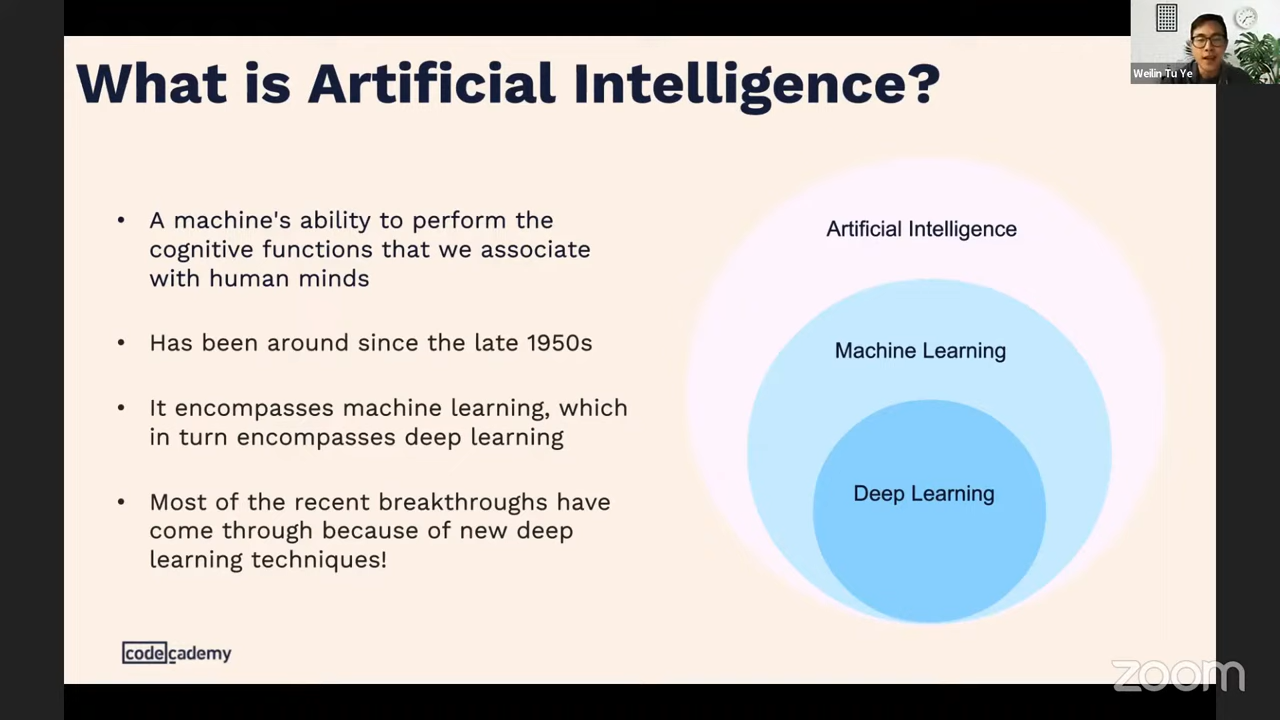 What is Artificial Intelligence?
Weilin Tu Ye
• A machine's ability to perform the
cognitive functions that we associate
with human minds
• Has been around since the late 1950s
• It encompasses machine learning, which
in turn encompasses deep learning
• Most of the recent breakthroughs have
come through because of new deep
learning techniques!
Artificial Intelligence
Machine Learning
Deep Learning
codecademy
zoom